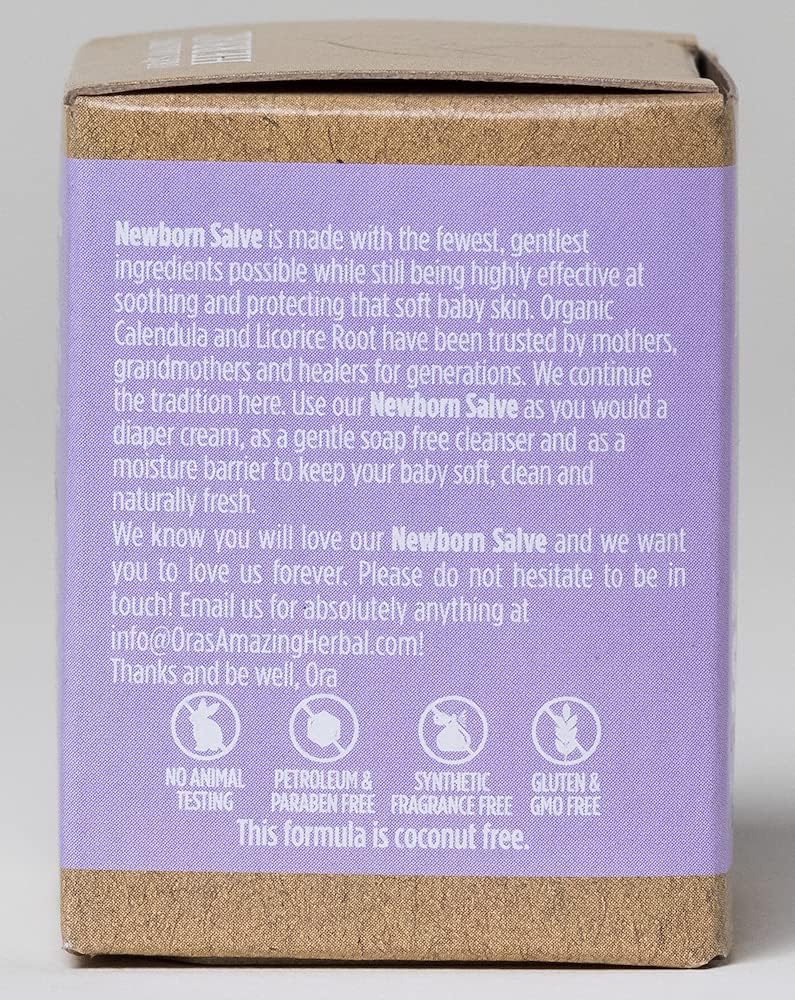 Newborn Salve is made with the fewest, gentlest
ingredients possible while still being highly effective at
soothing and protecting that soft baby skin. Organic
Calendula and Licorice Root have been trusted by mothers,
grandmothers and healers for generations. We continue
the tradition here. Use our Newborn Salve as you would a
diaper cream, as a gentle soap free cleanser and as a
moisture barrier to keep your baby soft, clean and
naturally fresh.
We know you will love our Newborn Salve and we want
you to love us forever. Please do not hesitate to be in
touch! Email us for absolutely anything at
info@OrasAmazingHerbal.com!
Thanks and be well, Ora
NO ANIMAL TESTING
PETROLEUM & PARABEN FREE
SYNTHETIC FRAGRANCE FREE
GLUTEN & GMO FREE
This formula is coconut free.